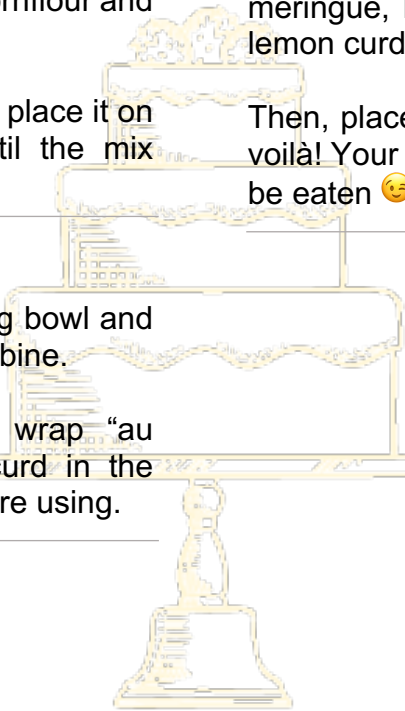 ornflour and
place it on
til the mix
g bowl and
bine.
wrap “au
curd in the
re using.
meringue,
lemon curd
Then, place
voilà! Your
be eaten 😉